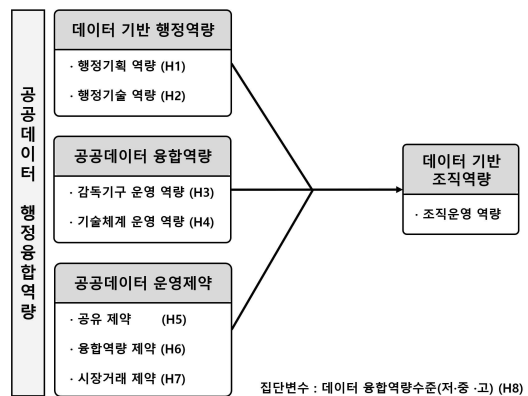 공공데이터 행정융합역량
데이터 기반 행정역량
· 행정기획 역량 (H1)
· 행정기술 역량 (H2)
공공데이터 융합역량
· 감독기구 운영 역량 (H3)
· 기술체계 운영 역량 (H4)
공공데이터 운영제약
· 공유 제약 (H5)
· 융합역량 제약 (H6)
· 시장거래 제약 (H7)
데이터 기반
조직역량
· 조직운영 역량
집단변수 : 데이터 융합역량수준(저·중 ·고) (H8)